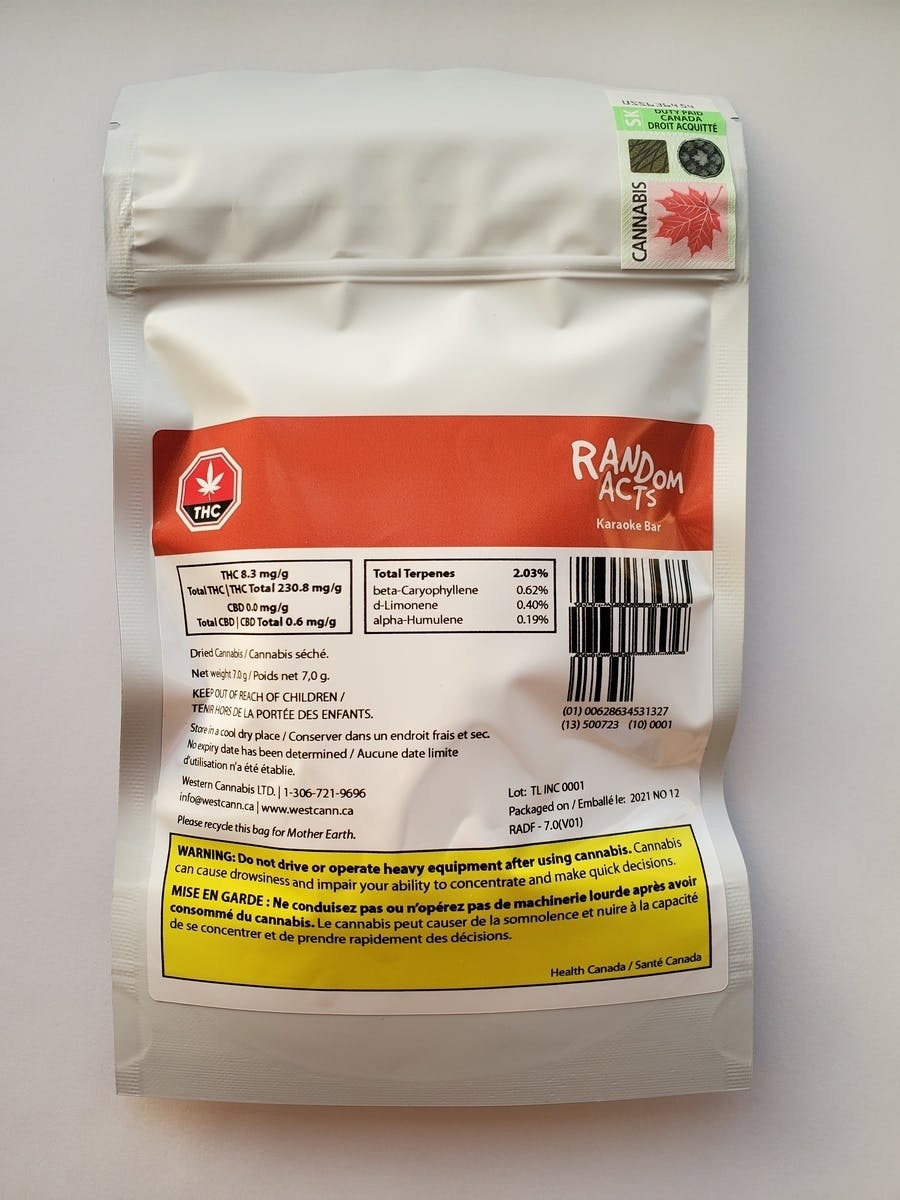 DUTY PAID
CANADA
DROIT ACQUITTÉ
SK
CANNABIS
THC
RANDOM
ACTS
Karaoke Bar
THC 8.3 mg/g
Total THC | THC Total 230.8 mg/g
CBD 0.0 mg/g
Total CBD | CBD Total 0.6 mg/g
Total Terpenes 2.03%
beta-Caryophyllene 0.62%
d-Limonene 0.40%
alpha-Humulene 0.19%
(01) 00628634531327
(13) 500723 (10) 0001
Dried Cannabis / Cannabis séché.
Net weight 7.0 g / Poids net 7,0 g.
KEEP OUT OF REACH OF CHILDREN /
TENIR HORS DE LA PORTÉE DES ENFANTS.
Store in a cool dry place / Conserver dans un endroit frais et sec.
No expiry date has been determined / Aucune date limite
d'utilisation n'a été établie.
Western Cannabis LTD. | 1-306-721-9696
info@westcann.ca | www.westcann.ca
Please recycle this bag for Mother Earth.
Lot: TL INC 0001
Packaged on / Emballé le: 2021 NO 12
RADF - 7.0(V01)
WARNING: Do not drive or operate heavy equipment after using cannabis. Cannabis
can cause drowsiness and impair your ability to concentrate and make quick decisions.
MISE EN GARDE : Ne conduisez pas ou n'opérez pas de machinerie lourde après avoir
consommé du cannabis. Le cannabis peut causer de la somnolence et nuire à la capacité
de se concentrer et de prendre rapidement des décisions.
Health Canada / Santé Canada